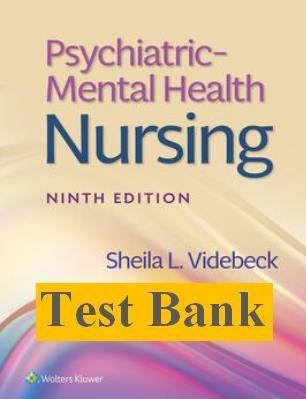 Psychiatric–
Mental Health
Nursing
NINTH EDITION
Sheila L. Videbeck
Test Bank
Wolters Kluwer